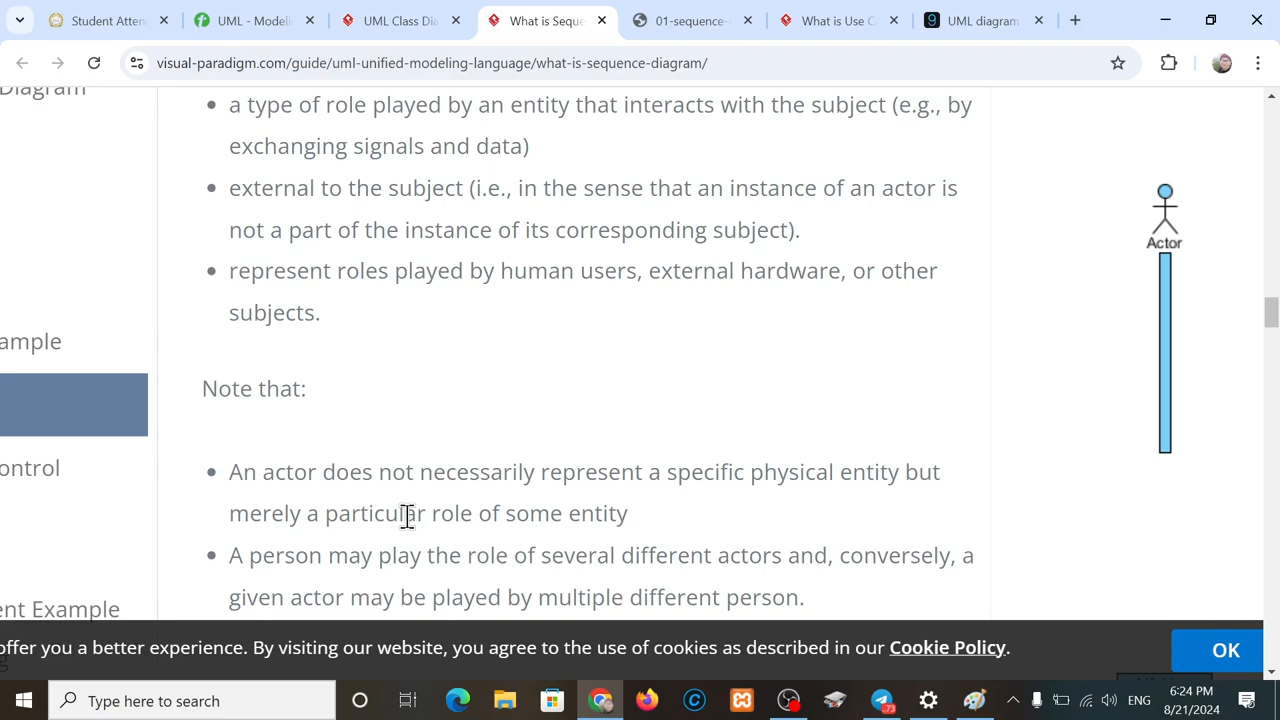 Student Atten
UML - Modeli
UML Class Dia
What is Seque
01-sequence-
What is Use C
UML diagram
visual-paradigm.com/guide/uml-unified-modeling-language/what-is-sequence-diagram/
Diagram
a type of role played by an entity that interacts with the subject (e.g., by
exchanging signals and data)
external to the subject (i.e., in the sense that an instance of an actor is
not a part of the instance of its corresponding subject).
represent roles played by human users, external hardware, or other
subjects.
Actor
ample
Note that:
ontrol
An actor does not necessarily represent a specific physical entity but
merely a particular role of some entity
A person may play the role of several different actors and, conversely, a
given actor may be played by multiple different person.
ent Example
offer you a better experience. By visiting our website, you agree to the use of cookies as described in our Cookie Policy.
OK
Type here to search
73
ENG
6:24 PM
8/21/2024